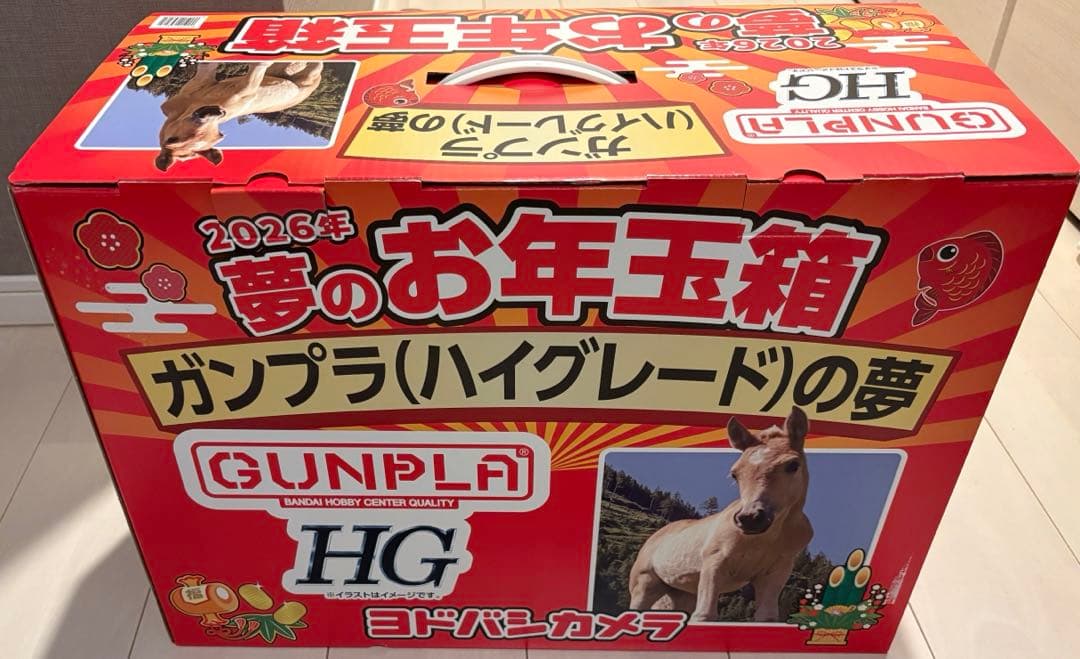 2026年
夢の
お年玉箱
ガンプラ
(ハイグレード)の夢
HG
GUNPLA
BANDAI HOBBY CENTER QUALITY
福
2026年
夢のお年玉箱
ガンプラ(ハイグレード)の夢
GUNPLA®
BANDAI HOBBY CENTER QUALITY
HG
※イラストはイメージです。
福
ヨドバシカメラ